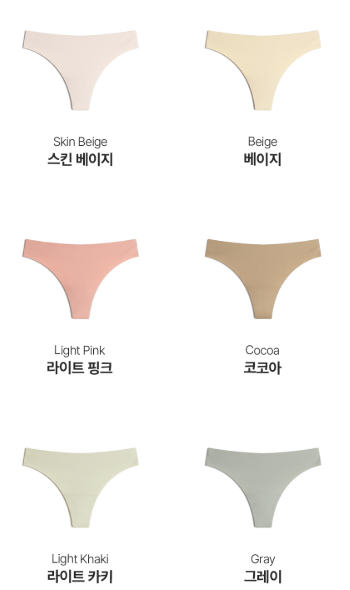 Skin Beige
스킨 베이지
Beige
베이지
Light Pink
라이트 핑크
Cocoa
코코아
Light Khaki
라이트 카키
Gray
그레이